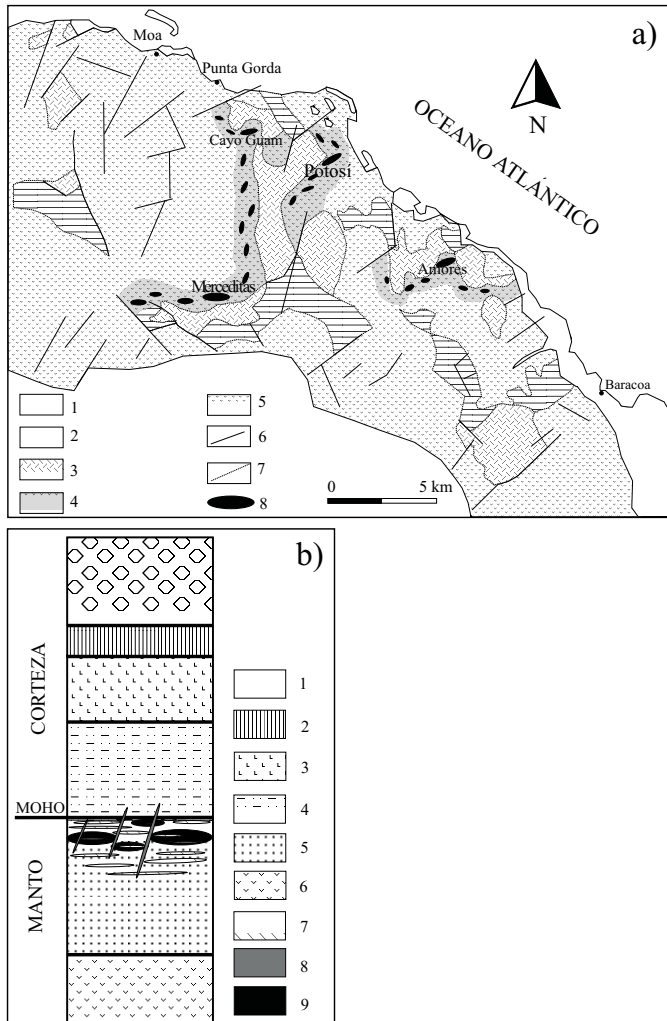 a)
Moa
Punta Gorda
Cayo Guam
Potosí
N
OCEANO ATLÁNTICO
Merceditas
Amores
Baracoa
1
2
3
4
5
6
7
8
0 5 km
b)
CORTEZA
MOHO
MANTO
1
2
3
4
5
6
7
8
9